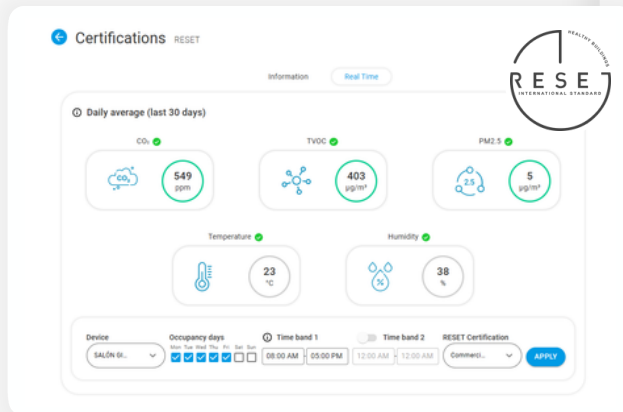 Certifications RESET
HEALTHY BUILDINGS
RESET
INTERNATIONAL STANDARD
Information Real Time
Daily average (last 30 days)
CO₂ TVOC PM2.5
CO₂ 549 ppm 403 µg/m³ 2.5 5 µg/m³
Temperature Humidity
23 °C % 38 %
Device Occupancy days Time band 1 Time band 2 RESET Certification
Mon Tue Wed Thu Fri Sat Sun
SALÓN GI... 08:00 AM 05:00 PM 12:00 AM - 12:00 AM Commerci... APPLY